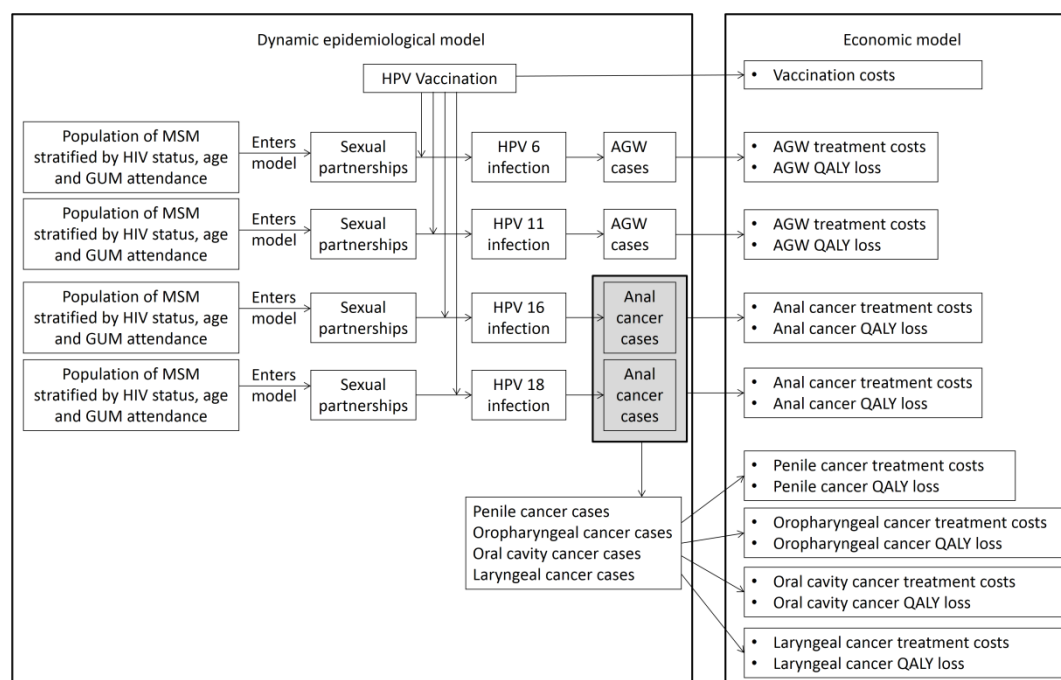 Dynamic epidemiological model
Economic model
HPV Vaccination
• Vaccination costs
Population of MSM
stratified by HIV status, age
and GUM attendance
Enters
model
Sexual
partnerships
HPV 6
infection
AGW
cases
• AGW treatment costs
• AGW QALY loss
Population of MSM
stratified by HIV status, age
and GUM attendance
Enters
model
Sexual
partnerships
HPV 11
infection
AGW
cases
• AGW treatment costs
• AGW QALY loss
Population of MSM
stratified by HIV status, age
and GUM attendance
Enters
model
Sexual
partnerships
HPV 16
infection
Anal
cancer
cases
• Anal cancer treatment costs
• Anal cancer QALY loss
Population of MSM
stratified by HIV status, age
and GUM attendance
Enters
model
Sexual
partnerships
HPV 18
infection
Anal
cancer
cases
• Anal cancer treatment costs
• Anal cancer QALY loss
Penile cancer cases
Oropharyngeal cancer cases
Oral cavity cancer cases
Laryngeal cancer cases
• Penile cancer treatment costs
• Penile cancer QALY loss
• Oropharyngeal cancer treatment costs
• Oropharyngeal cancer QALY loss
• Oral cavity cancer treatment costs
• Oral cavity cancer QALY loss
• Laryngeal cancer treatment costs
• Laryngeal cancer QALY loss